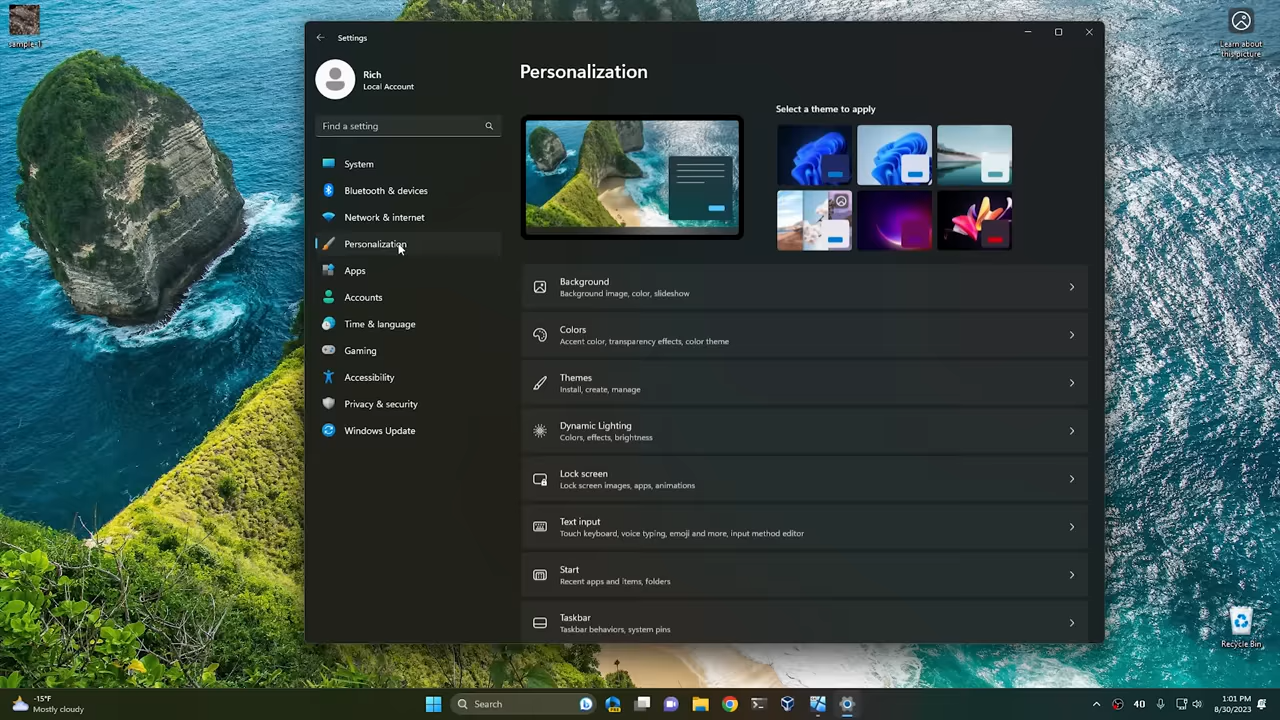 sample-1
Learn about
this picture
Settings
Rich
Local Account
Find a setting
System
Bluetooth & devices
Network & internet
Personalization
Apps
Accounts
Time & language
Gaming
Accessibility
Privacy & security
Windows Update
Personalization
Select a theme to apply
Background
Background image, color, slideshow
Colors
Accent color, transparency effects, color theme
Themes
Install, create, manage
Dynamic Lighting
Colors, effects, brightness
Lock screen
Lock screen images, apps, animations
Text input
Touch keyboard, voice typing, emoji and more, input method editor
Start
Recent apps and items, folders
Taskbar
Taskbar behaviors, system pins
Recycle Bin
-15°F
Mostly cloudy
Search
40
1:01 PM
8/30/2023